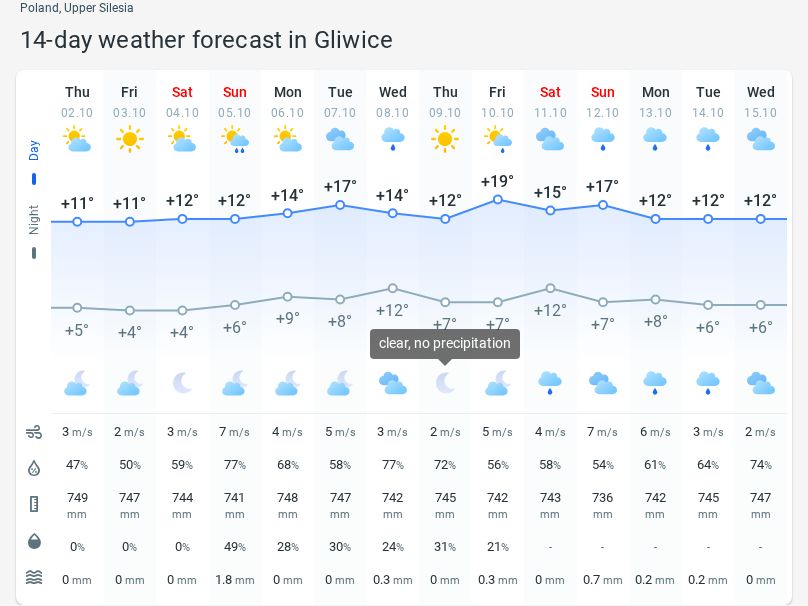 Poland, Upper Silesia
14-day weather forecast in Gliwice
Thu Fri Sat Sun Mon Tue Wed Thu Fri Sat Sun Mon Tue Wed
02.10 03.10 04.10 05.10 06.10 07.10 08.10 09.10 10.10 11.10 12.10 13.10 14.10 15.10
Day
+11° +11° +12° +12° +14° +17° +14° +12° +19° +15° +17° +12° +12° +12°
Night
+5° +4° +4° +6° +9° +8° +12° +7° +7° +12° +7° +8° +6° +6°
clear, no precipitation
3 m/s 2 m/s 3 m/s 7 m/s 4 m/s 5 m/s 3 m/s 2 m/s 5 m/s 4 m/s 7 m/s 6 m/s 3 m/s 2 m/s
47% 50% 59% 77% 68% 58% 77% 72% 56% 58% 54% 61% 64% 74%
749 747 744 741 748 747 742 745 742 743 736 742 745 747
mm mm mm mm mm mm mm mm mm mm mm mm mm mm
0% 0% 0% 49% 28% 30% 24% 31% 21% - - - - -
0 mm 0 mm 0 mm 1.8 mm 0 mm 0 mm 0.3 mm 0 mm 0.3 mm 0 mm 0.7 mm 0.2 mm 0.2 mm 0 mm